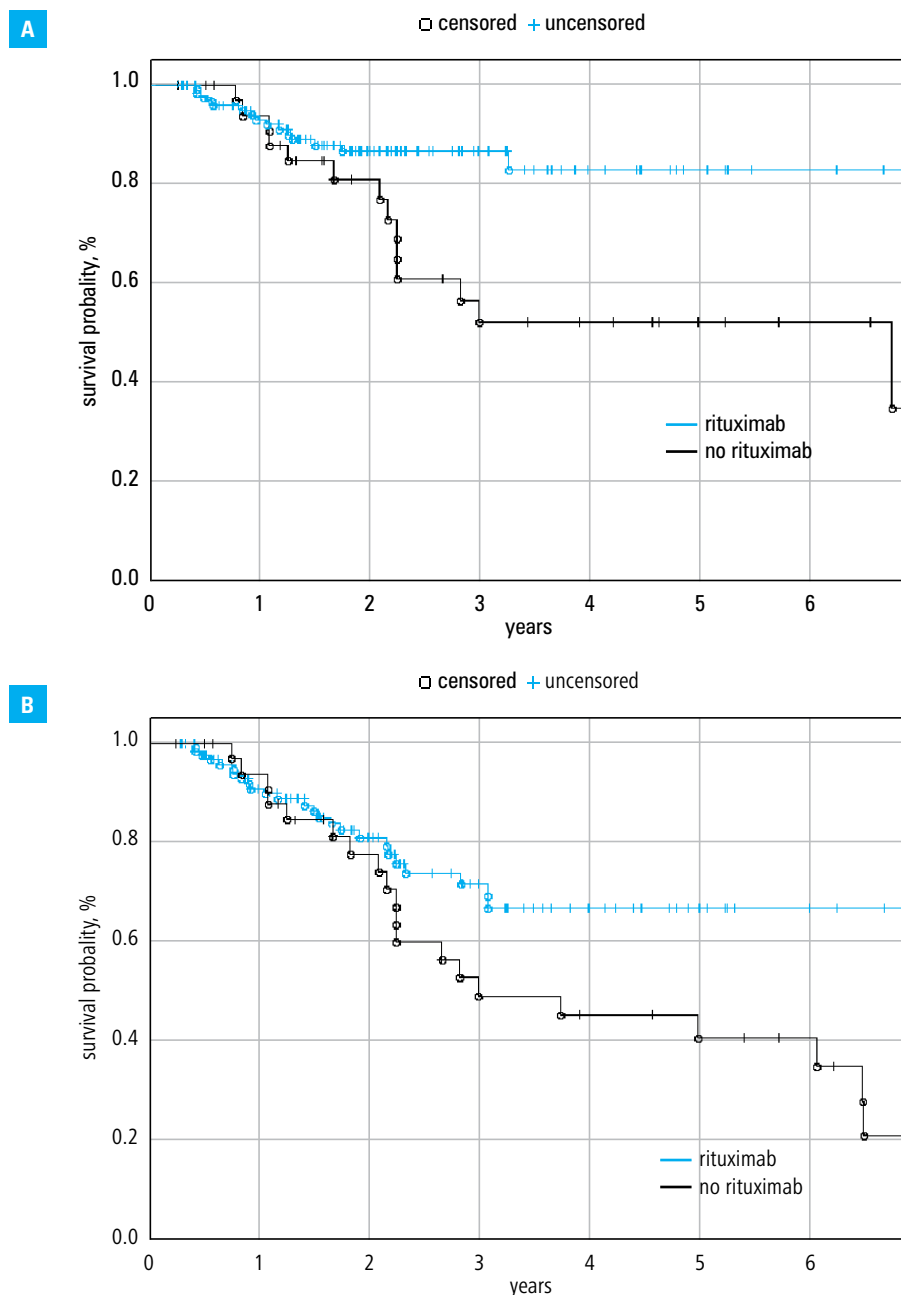 A
censored uncensored
1.0
0.8
0.6
0.4
0.2
0.0
survival probality, %
rituximab
no rituximab
0 1 2 3 4 5 6
years
B
censored uncensored
1.0
0.8
0.6
0.4
0.2
0.0
survival probality, %
rituximab
no rituximab
0 1 2 3 4 5 6
years